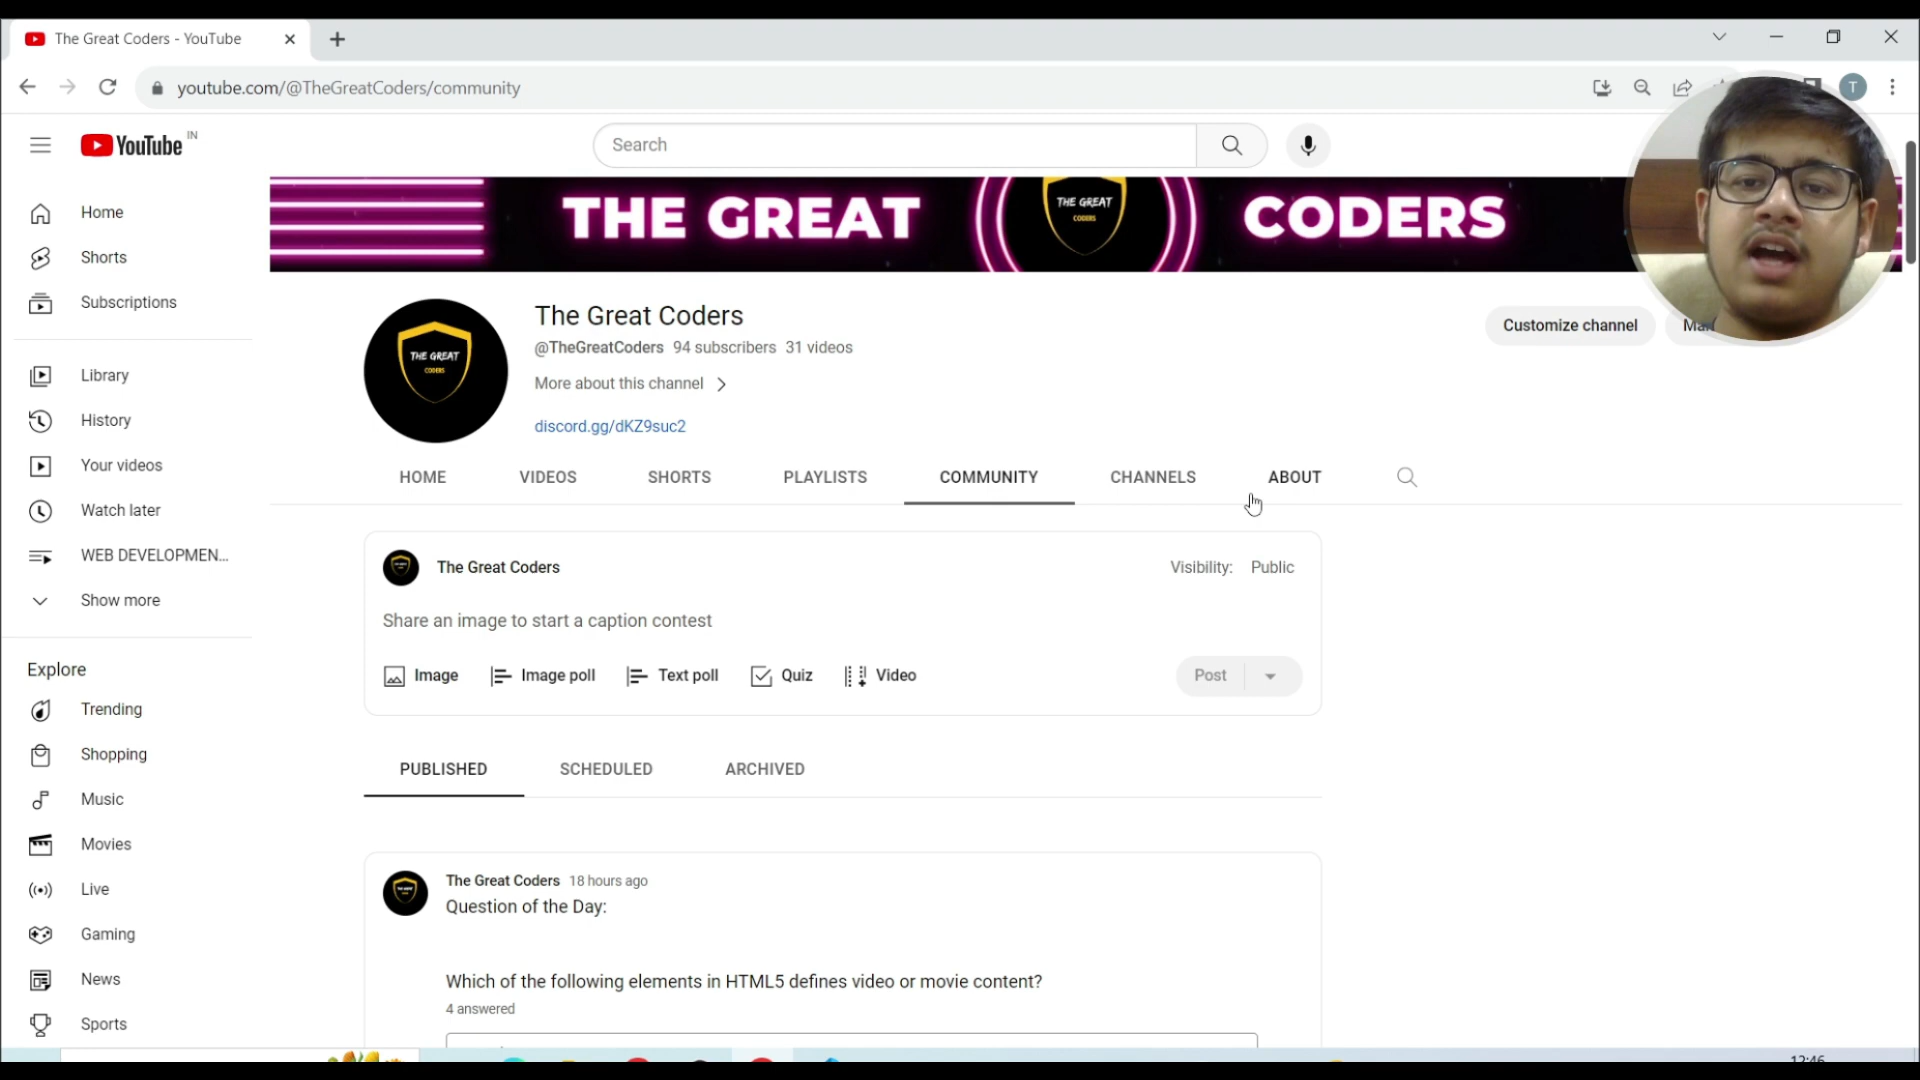 The Great Coders - YouTube
youtube.com/@TheGreatCoders/community
T
YouTube IN
Search
Home
Shorts
Subscriptions
Library
History
Your videos
Watch later
WEB DEVELOPMEN...
Show more
Explore
Trending
Shopping
Music
Movies
Live
Gaming
News
Sports
THE GREAT
THE GREAT
CODERS
CODERS
THE GREAT
CODERS
The Great Coders
@TheGreatCoders 94 subscribers 31 videos
More about this channel
discord.gg/dKZ9suc2
Customize channel
HOME VIDEOS SHORTS PLAYLISTS COMMUNITY CHANNELS ABOUT
The Great Coders Visibility: Public
Share an image to start a caption contest
Image Image poll Text poll Quiz Video Post
PUBLISHED SCHEDULED ARCHIVED
The Great Coders 18 hours ago
Question of the Day:
Which of the following elements in HTML5 defines video or movie content?
4 answered